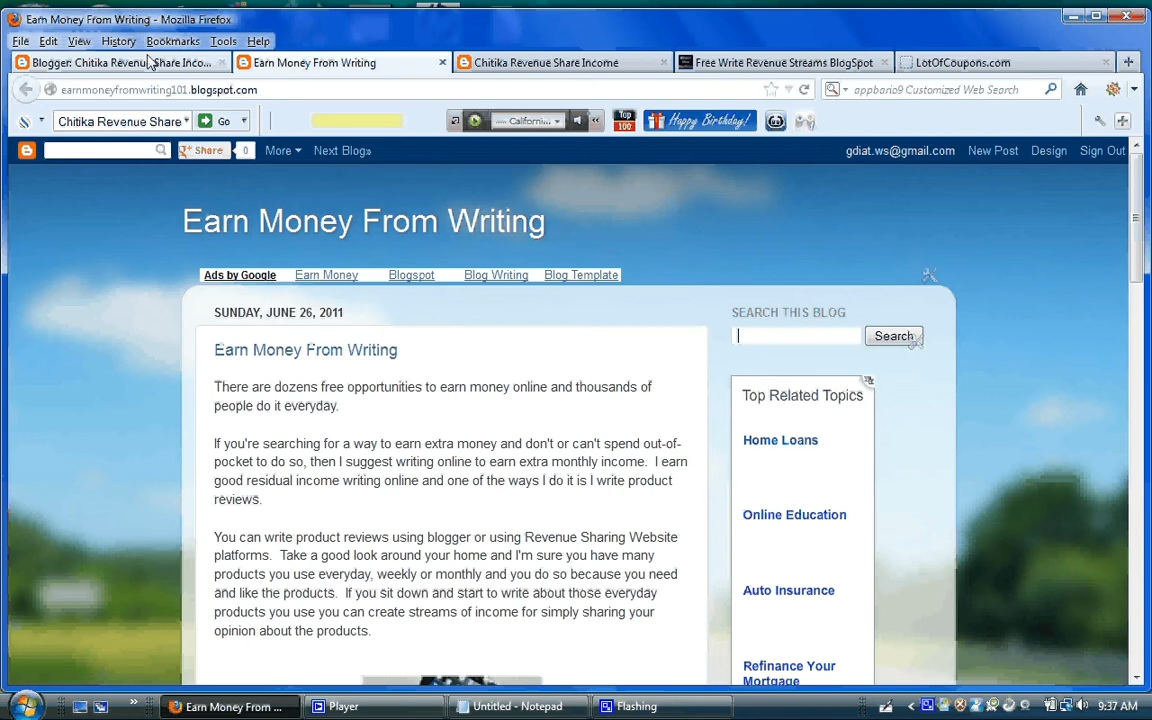 Earn Money From Writing - Mozilla Firefox
File Edit View History Bookmarks Tools Help
Blogger: Chitika Revenue Share Inco...
Earn Money From Writing
Chitika Revenue Share Income
Free Write Revenue Streams BlogSpot
LotOfCoupons.com
earnmoneyfromwriting101.blogspot.com
appbario9 Customized Web Search
Chitika Revenue Share
Go
Californi...
Top 100
Happy Birthday!
Share 0 More Next Blog»
gdiat.ws@gmail.com New Post Design Sign Out
Earn Money From Writing
Ads by Google Earn Money Blogspot Blog Writing Blog Template
SUNDAY, JUNE 26, 2011
Earn Money From Writing
There are dozens free opportunities to earn money online and thousands of
people do it everyday.
If you're searching for a way to earn extra money and don't or can't spend out-of-
pocket to do so, then I suggest writing online to earn extra monthly income. I earn
good residual income writing online and one of the ways I do it is I write product
reviews.
You can write product reviews using blogger or using Revenue Sharing Website
platforms. Take a good look around your home and I'm sure you have many
products you use everyday, weekly or monthly and you do so because you need
and like the products. If you sit down and start to write about those everyday
products you use you can create streams of income for simply sharing your
opinion about the products.
SEARCH THIS BLOG
Search
Top Related Topics
Home Loans
Online Education
Auto Insurance
Refinance Your
Mortgage
Earn Money From ...
Player
Untitled - Notepad
Flashing
9:37 AM